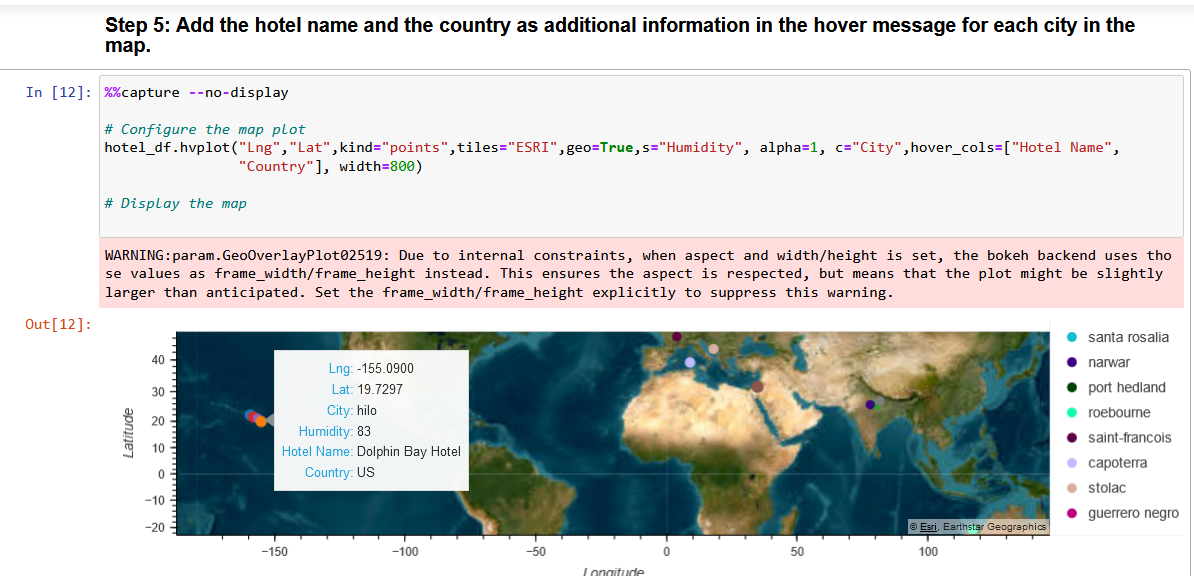 Step 5: Add the hotel name and the country as additional information in the hover message for each city in the
map.
In [12]:
%%capture --no-display
# Configure the map plot
hotel_df.hvplot("Lng","Lat",kind="points",tiles="ESRI",geo=True,s="Humidity", alpha=1, c="City",hover_cols=["Hotel Name",
"Country"], width=800)
# Display the map
WARNING:param.GeoOverlayPlot02519: Due to internal constraints, when aspect and width/height is set, the bokeh backend uses tho
se values as frame_width/frame_height instead. This ensures the aspect is respected, but means that the plot might be slightly
larger than anticipated. Set the frame_width/frame_height explicitly to suppress this warning.
Out[12]:
Latitude
40
30
20
10
0
−10
−20
Lng: -155.0900
Lat: 19.7297
City: hilo
Humidity: 83
Hotel Name: Dolphin Bay Hotel
Country: US
© Esri, Earthstar Geographics
−150
−100
−50
0
50
100
Longitude
santa rosalia
narwar
port hedland
roebourne
saint-francois
capoterra
stolac
guerrero negro